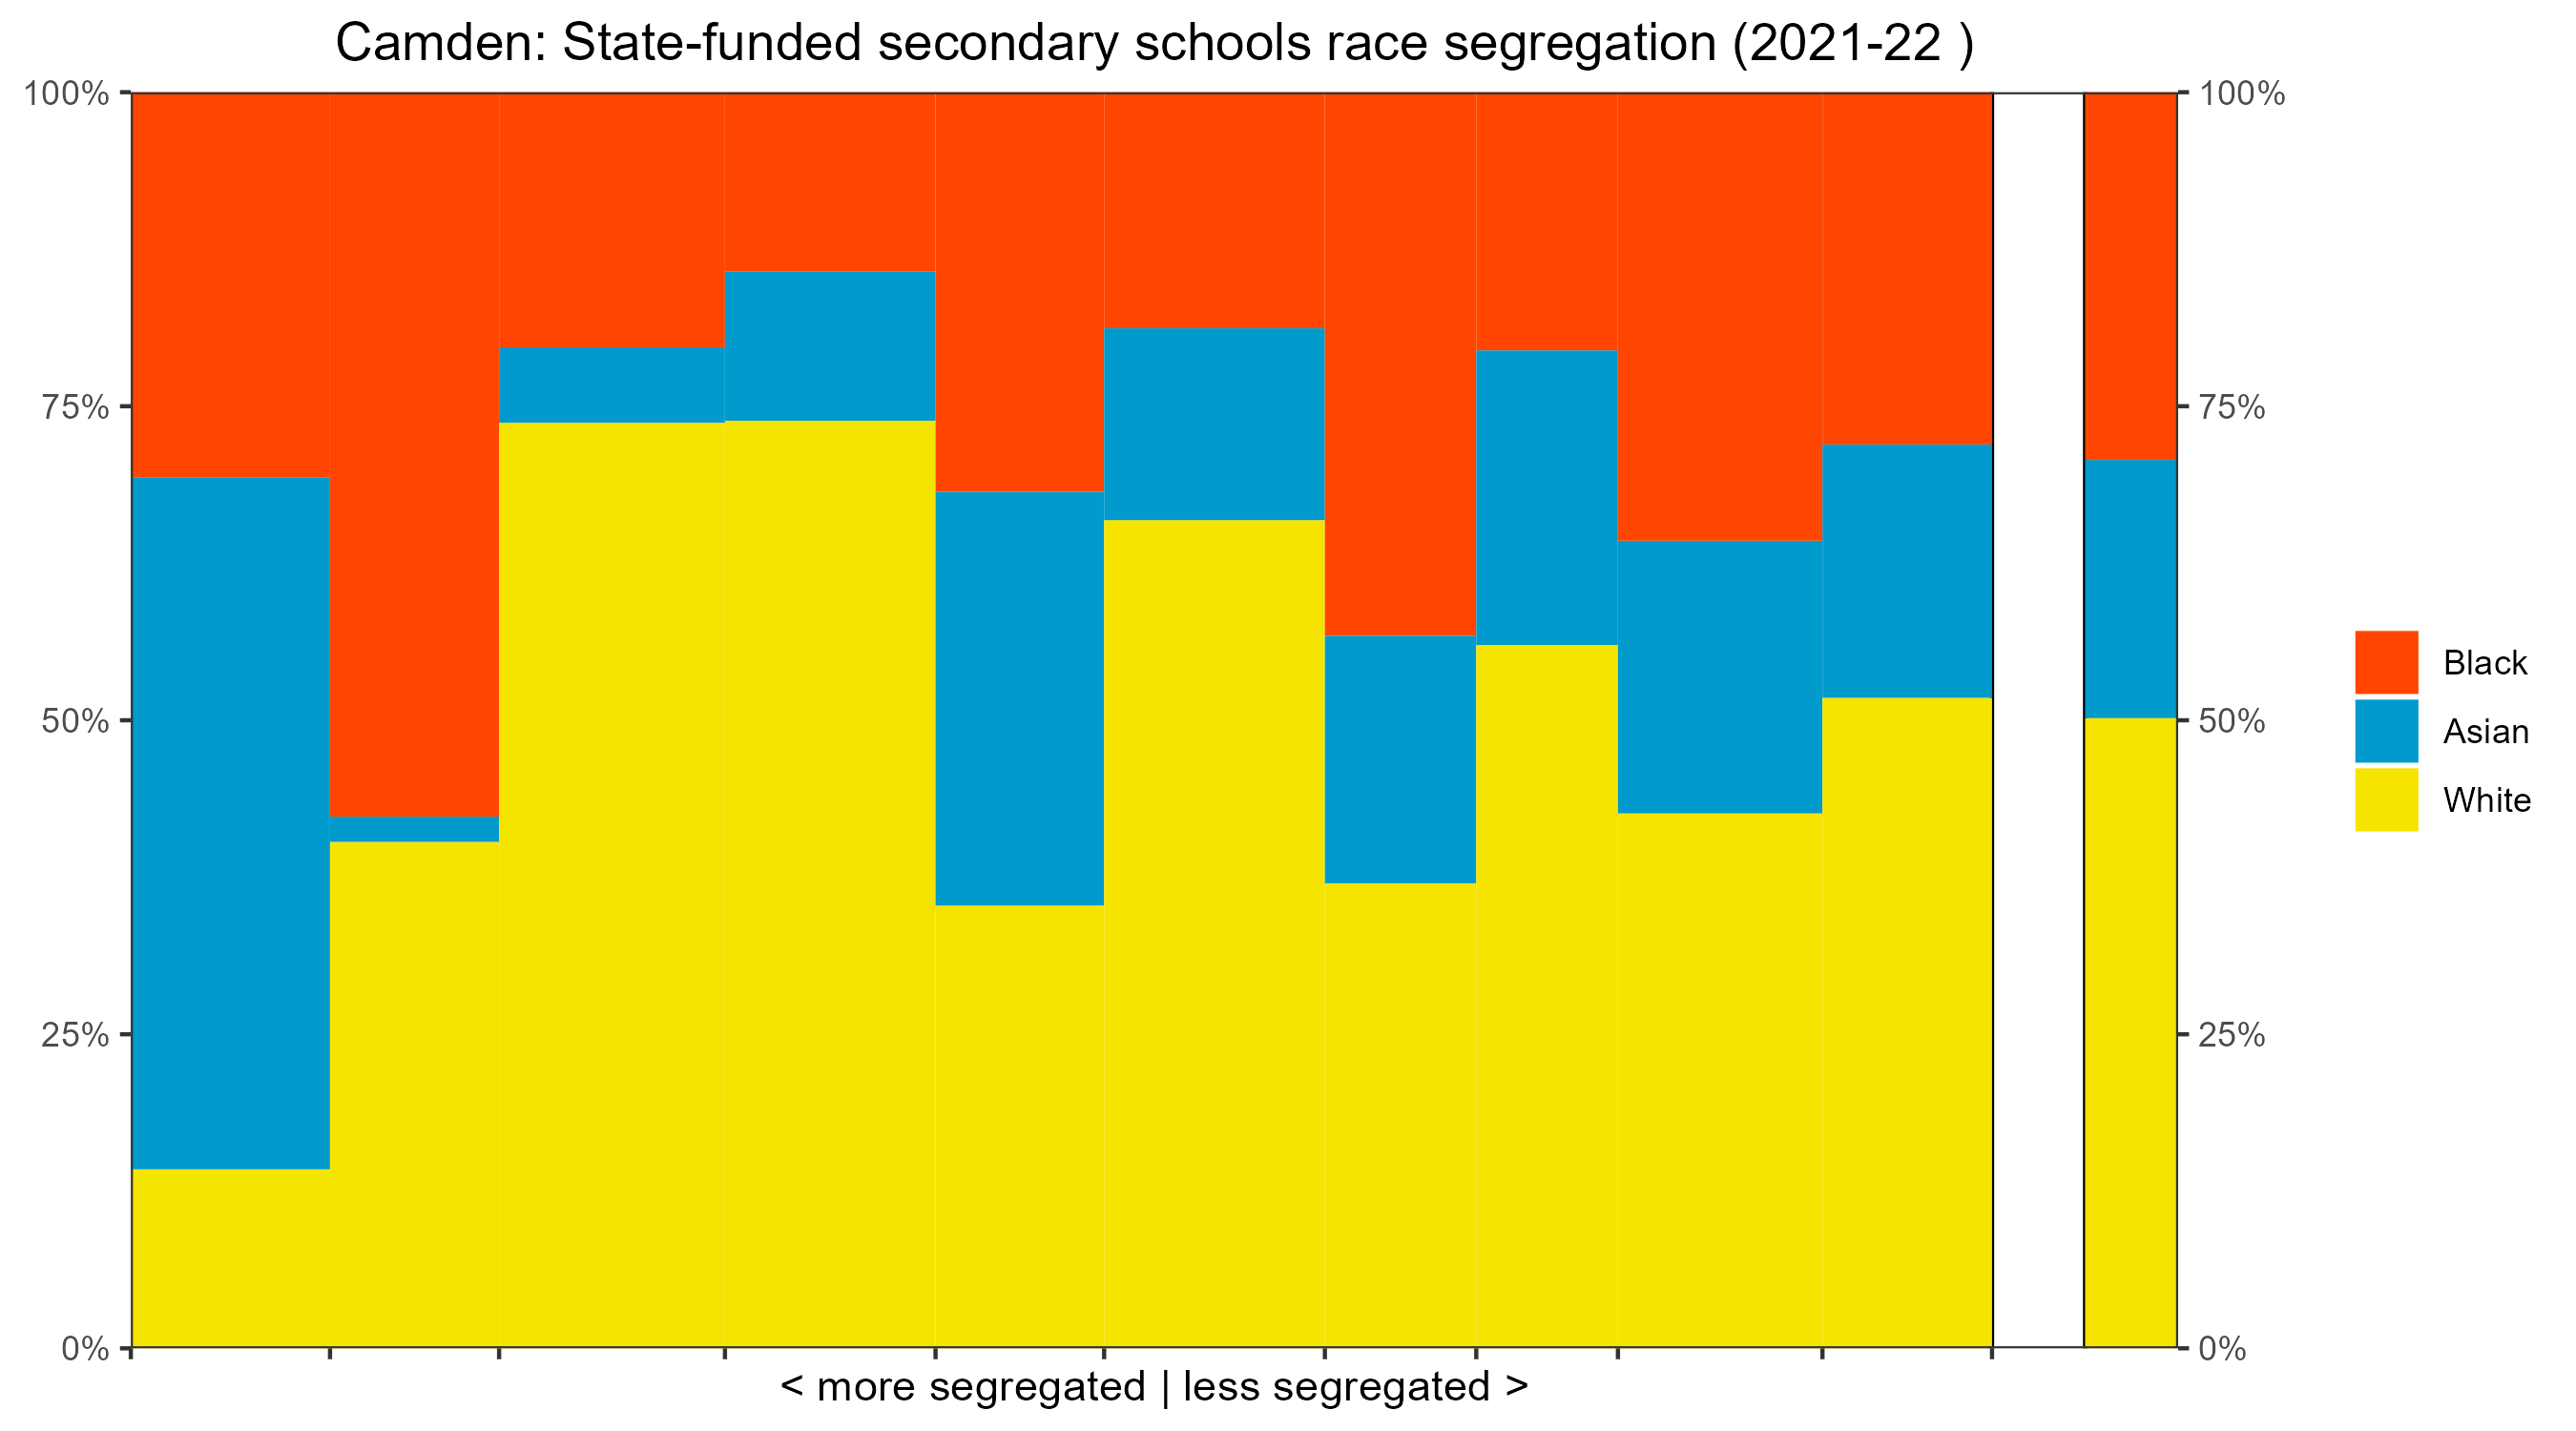 Camden: State-funded secondary schools race segregation (2021-22 )
100%
75%
50%
25%
0%
100%
75%
50%
25%
0%
Black
Asian
White
< more segregated | less segregated >